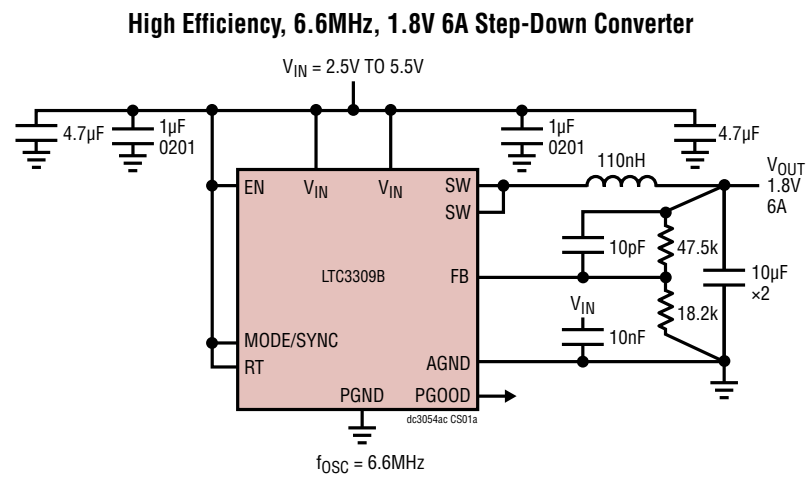 High Efficiency, 6.6MHz, 1.8V 6A Step-Down Converter
VIN = 2.5V TO 5.5V
4.7µF
1µF
0201
1µF
0201
4.7µF
110nH
VOUT
1.8V
6A
EN
VIN
VIN
SW
SW
10pF
47.5k
LTC3309B
FB
10µF
×2
VIN
18.2k
10nF
MODE/SYNC
RT
AGND
PGND
PGOOD
dc3054ac CS01a
fOSC = 6.6MHz